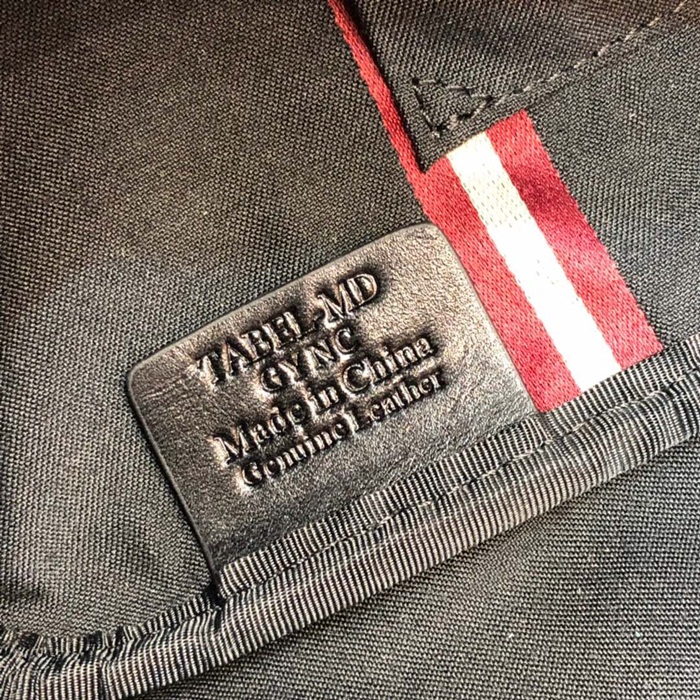 TABEL-MD
GYNC
Made in China
Genuine Leather